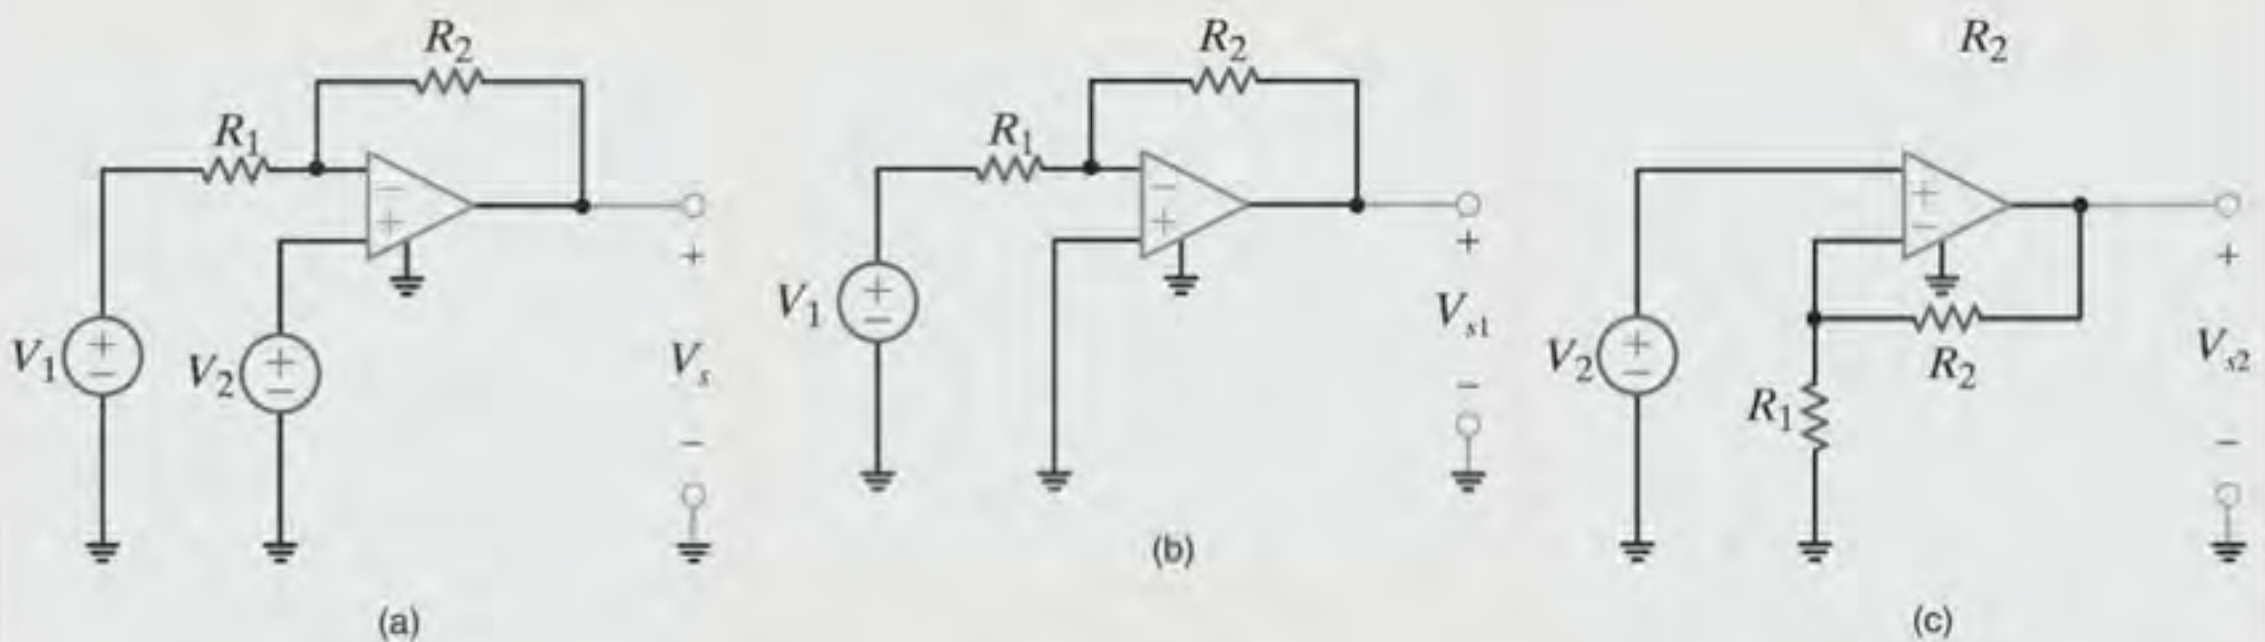 R2
R1
−
+
V1
+
−
V2
+
−
+
Vs
−
(a)
R2
R1
−
+
V1
+
−
+
Vs1
−
(b)
R2
+
−
V2
+
−
R2
R1
+
Vs2
−
(c)